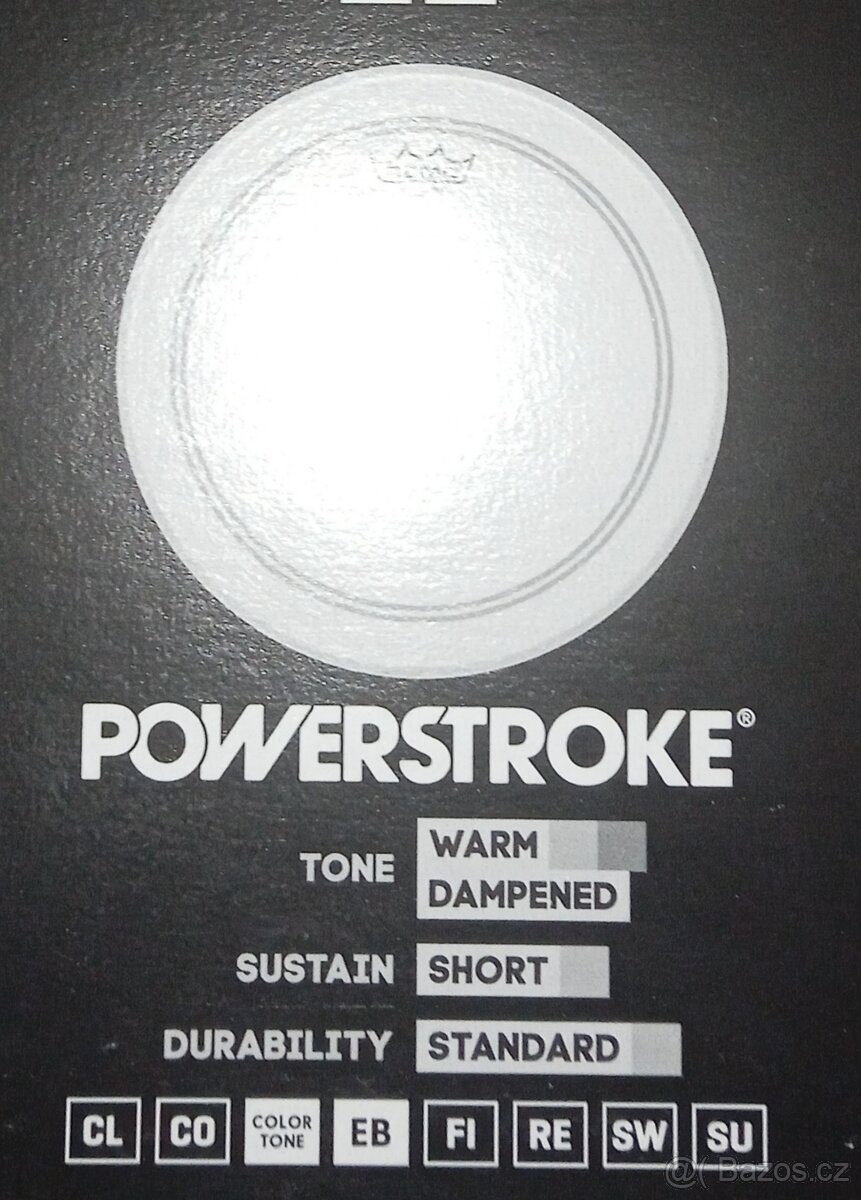 REMO
POWERSTROKE®
TONE
WARM
DAMPENED
SUSTAIN SHORT
DURABILITY STANDARD
CL CO COLOR TONE EB FI RE SW SU
@( Bazos.cz